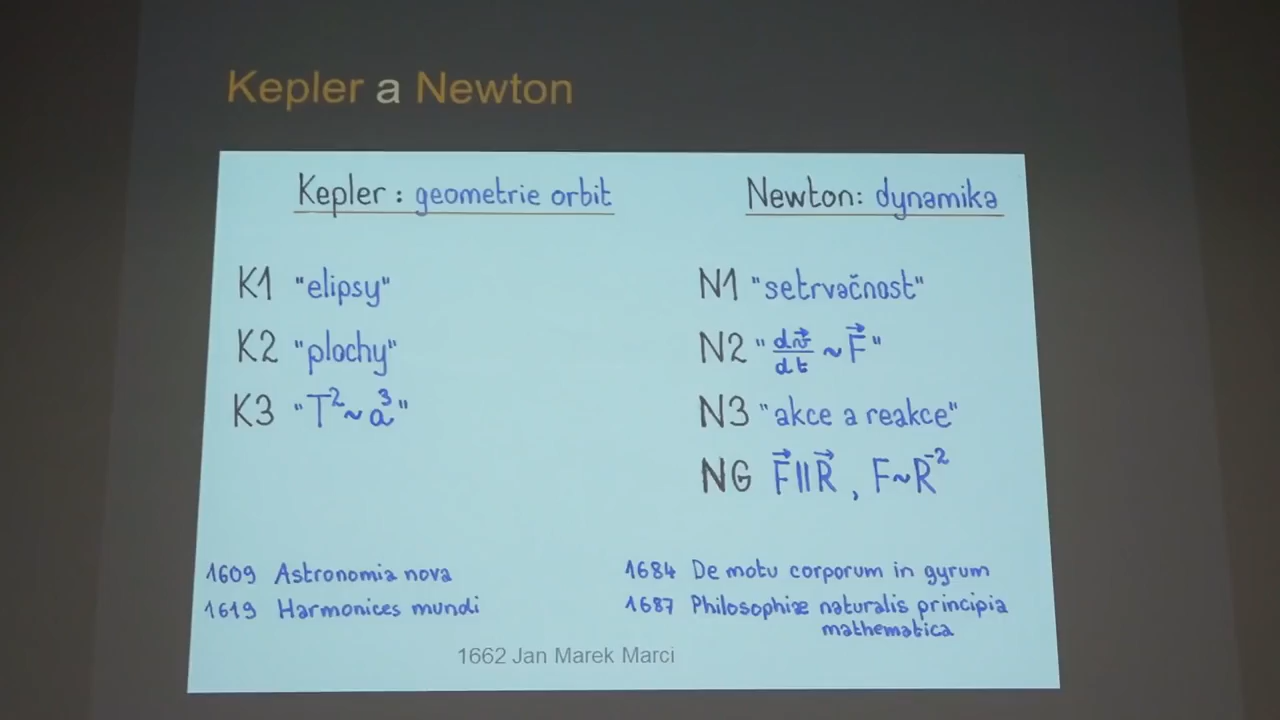 Kepler a Newton
Kepler: geometrie orbit
K1 "elipsy"
K2 "plochy"
K3 "T²~a³"
Newton: dynamika
N1 "setrvačnost"
N2 "dv⃗/dt ~ F⃗"
N3 "akce a reakce"
NG F⃗||R⃗, F~R⁻²
1609 Astronomia nova
1619 Harmonices mundi
1684 De motu corporum in gyrum
1687 Philosophiæ naturalis principia
mathematica
1662 Jan Marek Marci